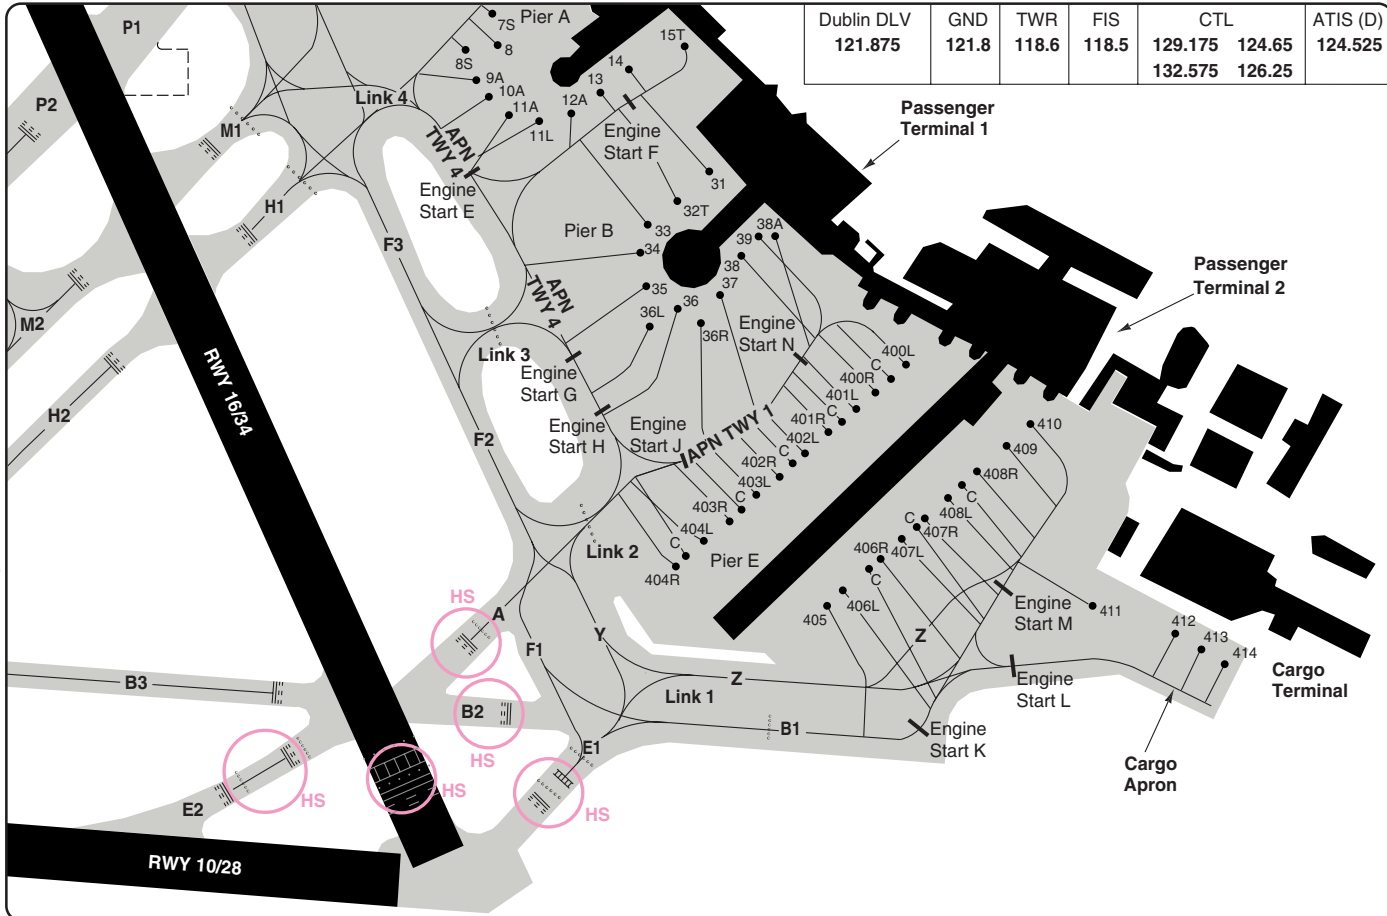 Dublin DLV GND TWR FIS CTL ATIS (D)
121.875 121.8 118.6 118.5 129.175 124.65 124.525
132.575 126.25
P1
7S
Pier A
8
8S
15T
14
13
9A
10A
11A
11L
12A
Link 4
P2
M1
APN
TWY 4
Engine
Start F
Passenger
Terminal 1
Engine
Start E
31
32T
H1
33
Pier B
F3
34
39
38A
38
37
APN
TWY 4
35
36
36L
36R
Passenger
Terminal 2
M2
Engine
Start N
Link 3
Engine
Start G
RWY 16/34
400L
C
400R
401L
C
401R
402L
C
402R
403L
C
403R
404L
C
404R
H2
F2
Engine
Start H
Engine
Start J
APN TWY 1
410
409
408R
C
408L
C
407R
407L
406R
C
406L
405
Link 2
Pier E
HS
A
F1
Y
Z
Engine
Start M
411
412
413
414
B3
B2
HS
Link 1
Z
Engine
Start L
Cargo
Terminal
B1
Engine
Start K
E1
Cargo
Apron
HS
HS
HS
E2
RWY 10/28